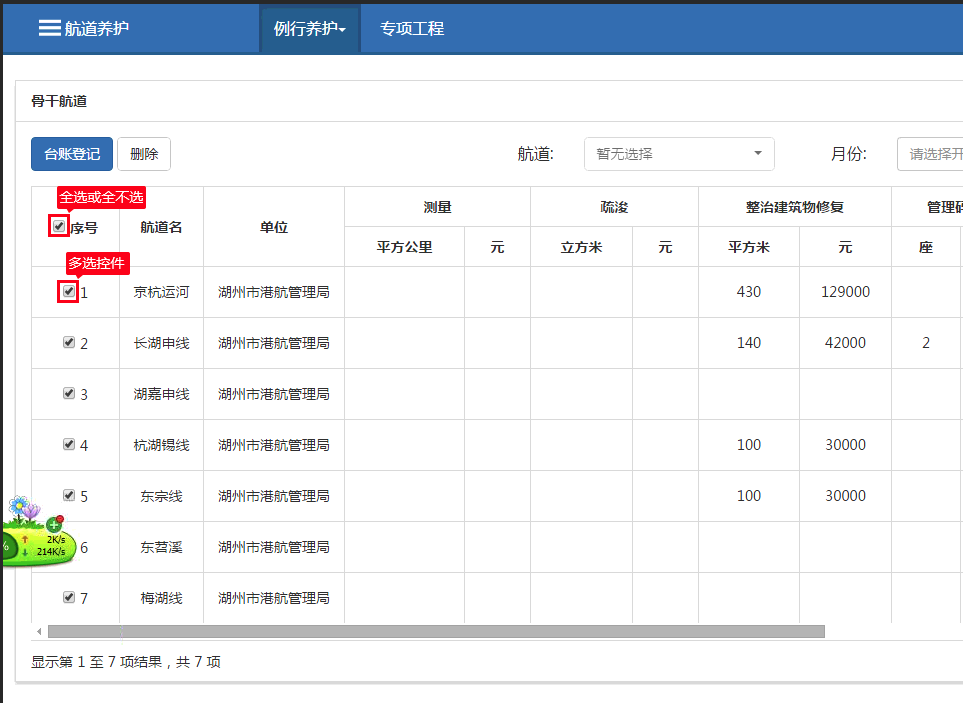 航道养护 例行养护 专项工程
骨干航道
台账登记 删除 航道: 暂无选择 月份: 请选择开
全选或全不选
序号 航道名 单位 测量 疏浚 整治建筑物修复 管理码
平方公里 元 立方米 元 平方米 元 座
多选控件
1 京杭运河 湖州市港航管理局 430 129000
2 长湖申线 湖州市港航管理局 140 42000 2
3 湖嘉申线 湖州市港航管理局
4 杭湖锡线 湖州市港航管理局 100 30000
5 东宗线 湖州市港航管理局 100 30000
% 2K/s
214K/s
6 东苕溪 湖州市港航管理局
7 梅湖线 湖州市港航管理局
显示第 1 至 7 项结果，共 7 项